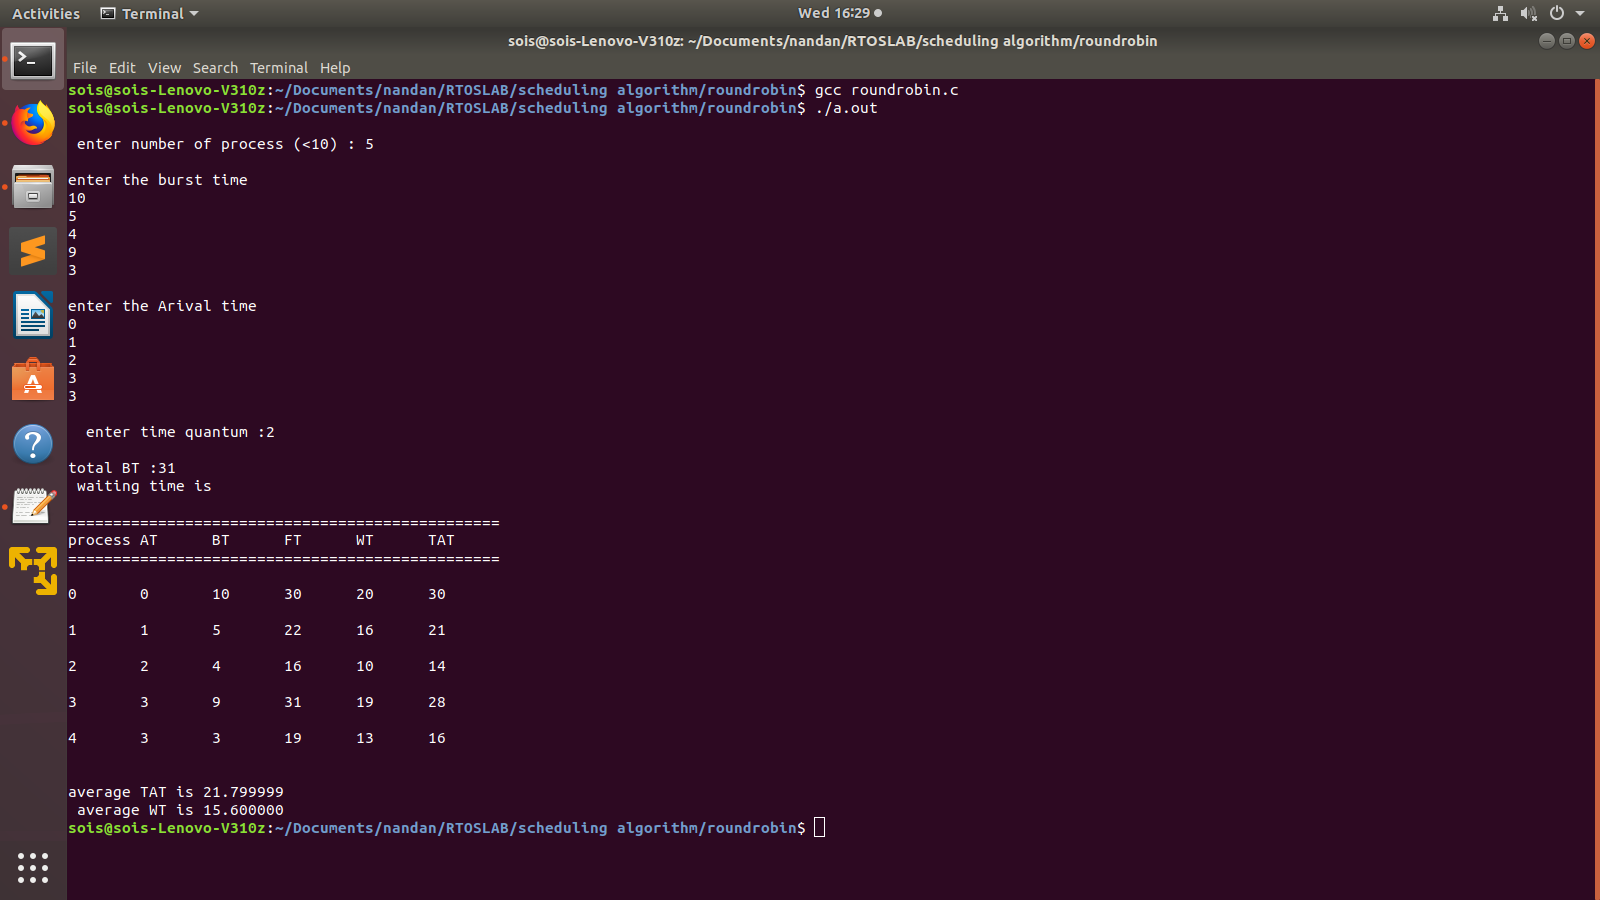 Activities Terminal Wed 16:29
sois@sois-Lenovo-V310z: ~/Documents/nandan/RTOSLAB/scheduling algorithm/roundrobin
File Edit View Search Terminal Help
sois@sois-Lenovo-V310z:~/Documents/nandan/RTOSLAB/scheduling algorithm/roundrobin$ gcc roundrobin.c
sois@sois-Lenovo-V310z:~/Documents/nandan/RTOSLAB/scheduling algorithm/roundrobin$ ./a.out
enter number of process (<10) : 5
enter the burst time
10
5
4
9
3
enter the Arival time
0
1
2
3
3
enter time quantum :2
total BT :31
waiting time is
================================================
process AT BT FT WT TAT
================================================
0 0 10 30 20 30
1 1 5 22 16 21
2 2 4 16 10 14
3 3 9 31 19 28
4 3 3 19 13 16
average TAT is 21.799999
average WT is 15.600000
sois@sois-Lenovo-V310z:~/Documents/nandan/RTOSLAB/scheduling algorithm/roundrobin$